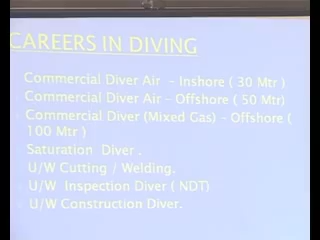 CAREERS IN DIVING
Commercial Diver Air - Inshore ( 30 Mtr )
Commercial Diver Air - Offshore ( 50 Mtr)
Commercial Diver (Mixed Gas) - Offshore (
100 Mtr )
Saturation Diver .
U/W Cutting / Welding.
U/W Inspection Diver ( NDT)
U/W Construction Diver.